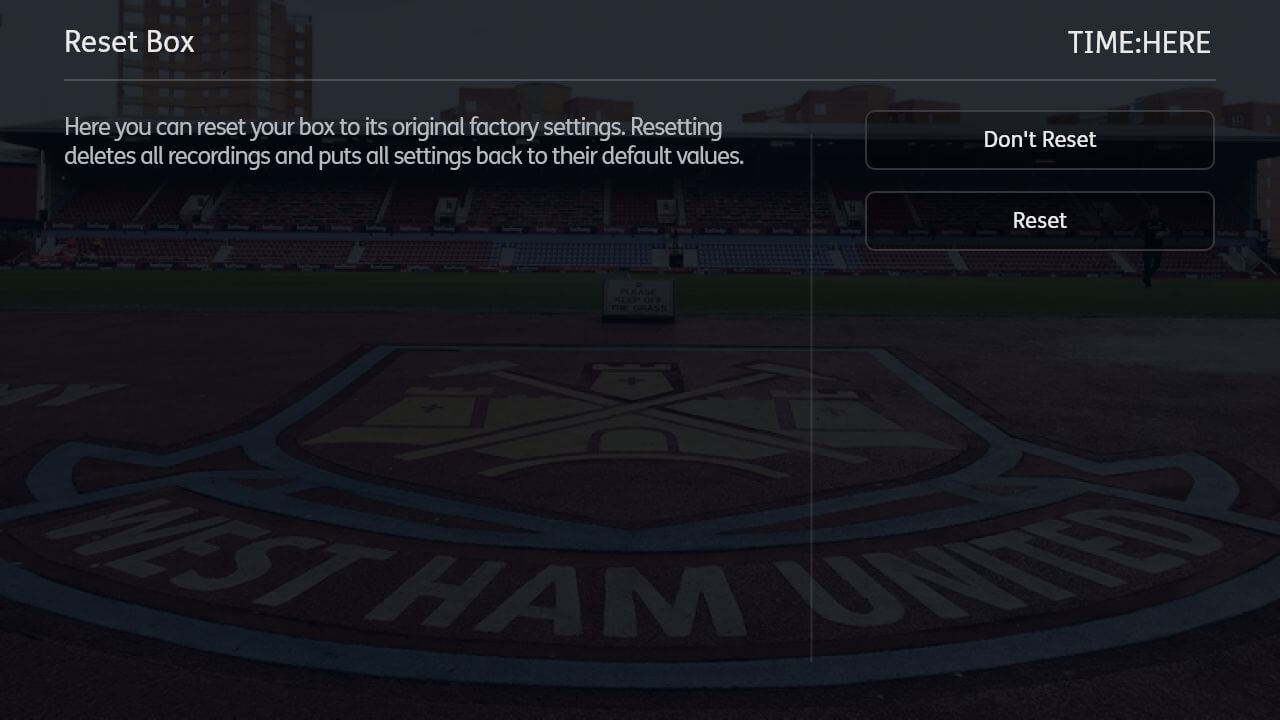 Reset Box
TIME:HERE
Here you can reset your box to its original factory settings. Resetting
deletes all recordings and puts all settings back to their default values.
Don't Reset
Reset
PLEASE
KEEP OFF
THE GRASS
WEST HAM UNITED